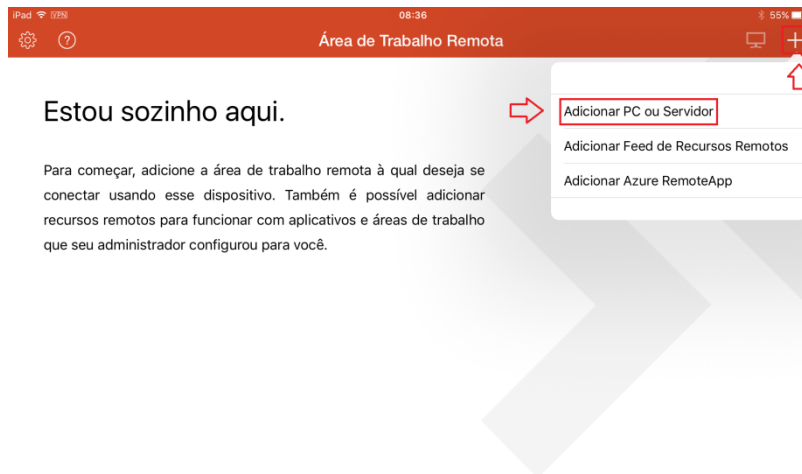 iPad VPN 08:36 55%
? Área de Trabalho Remota +
Estou sozinho aqui.
Para começar, adicione a área de trabalho remota à qual deseja se
conectar usando esse dispositivo. Também é possível adicionar
recursos remotos para funcionar com aplicativos e áreas de trabalho
que seu administrador configurou para você.
Adicionar PC ou Servidor
Adicionar Feed de Recursos Remotos
Adicionar Azure RemoteApp